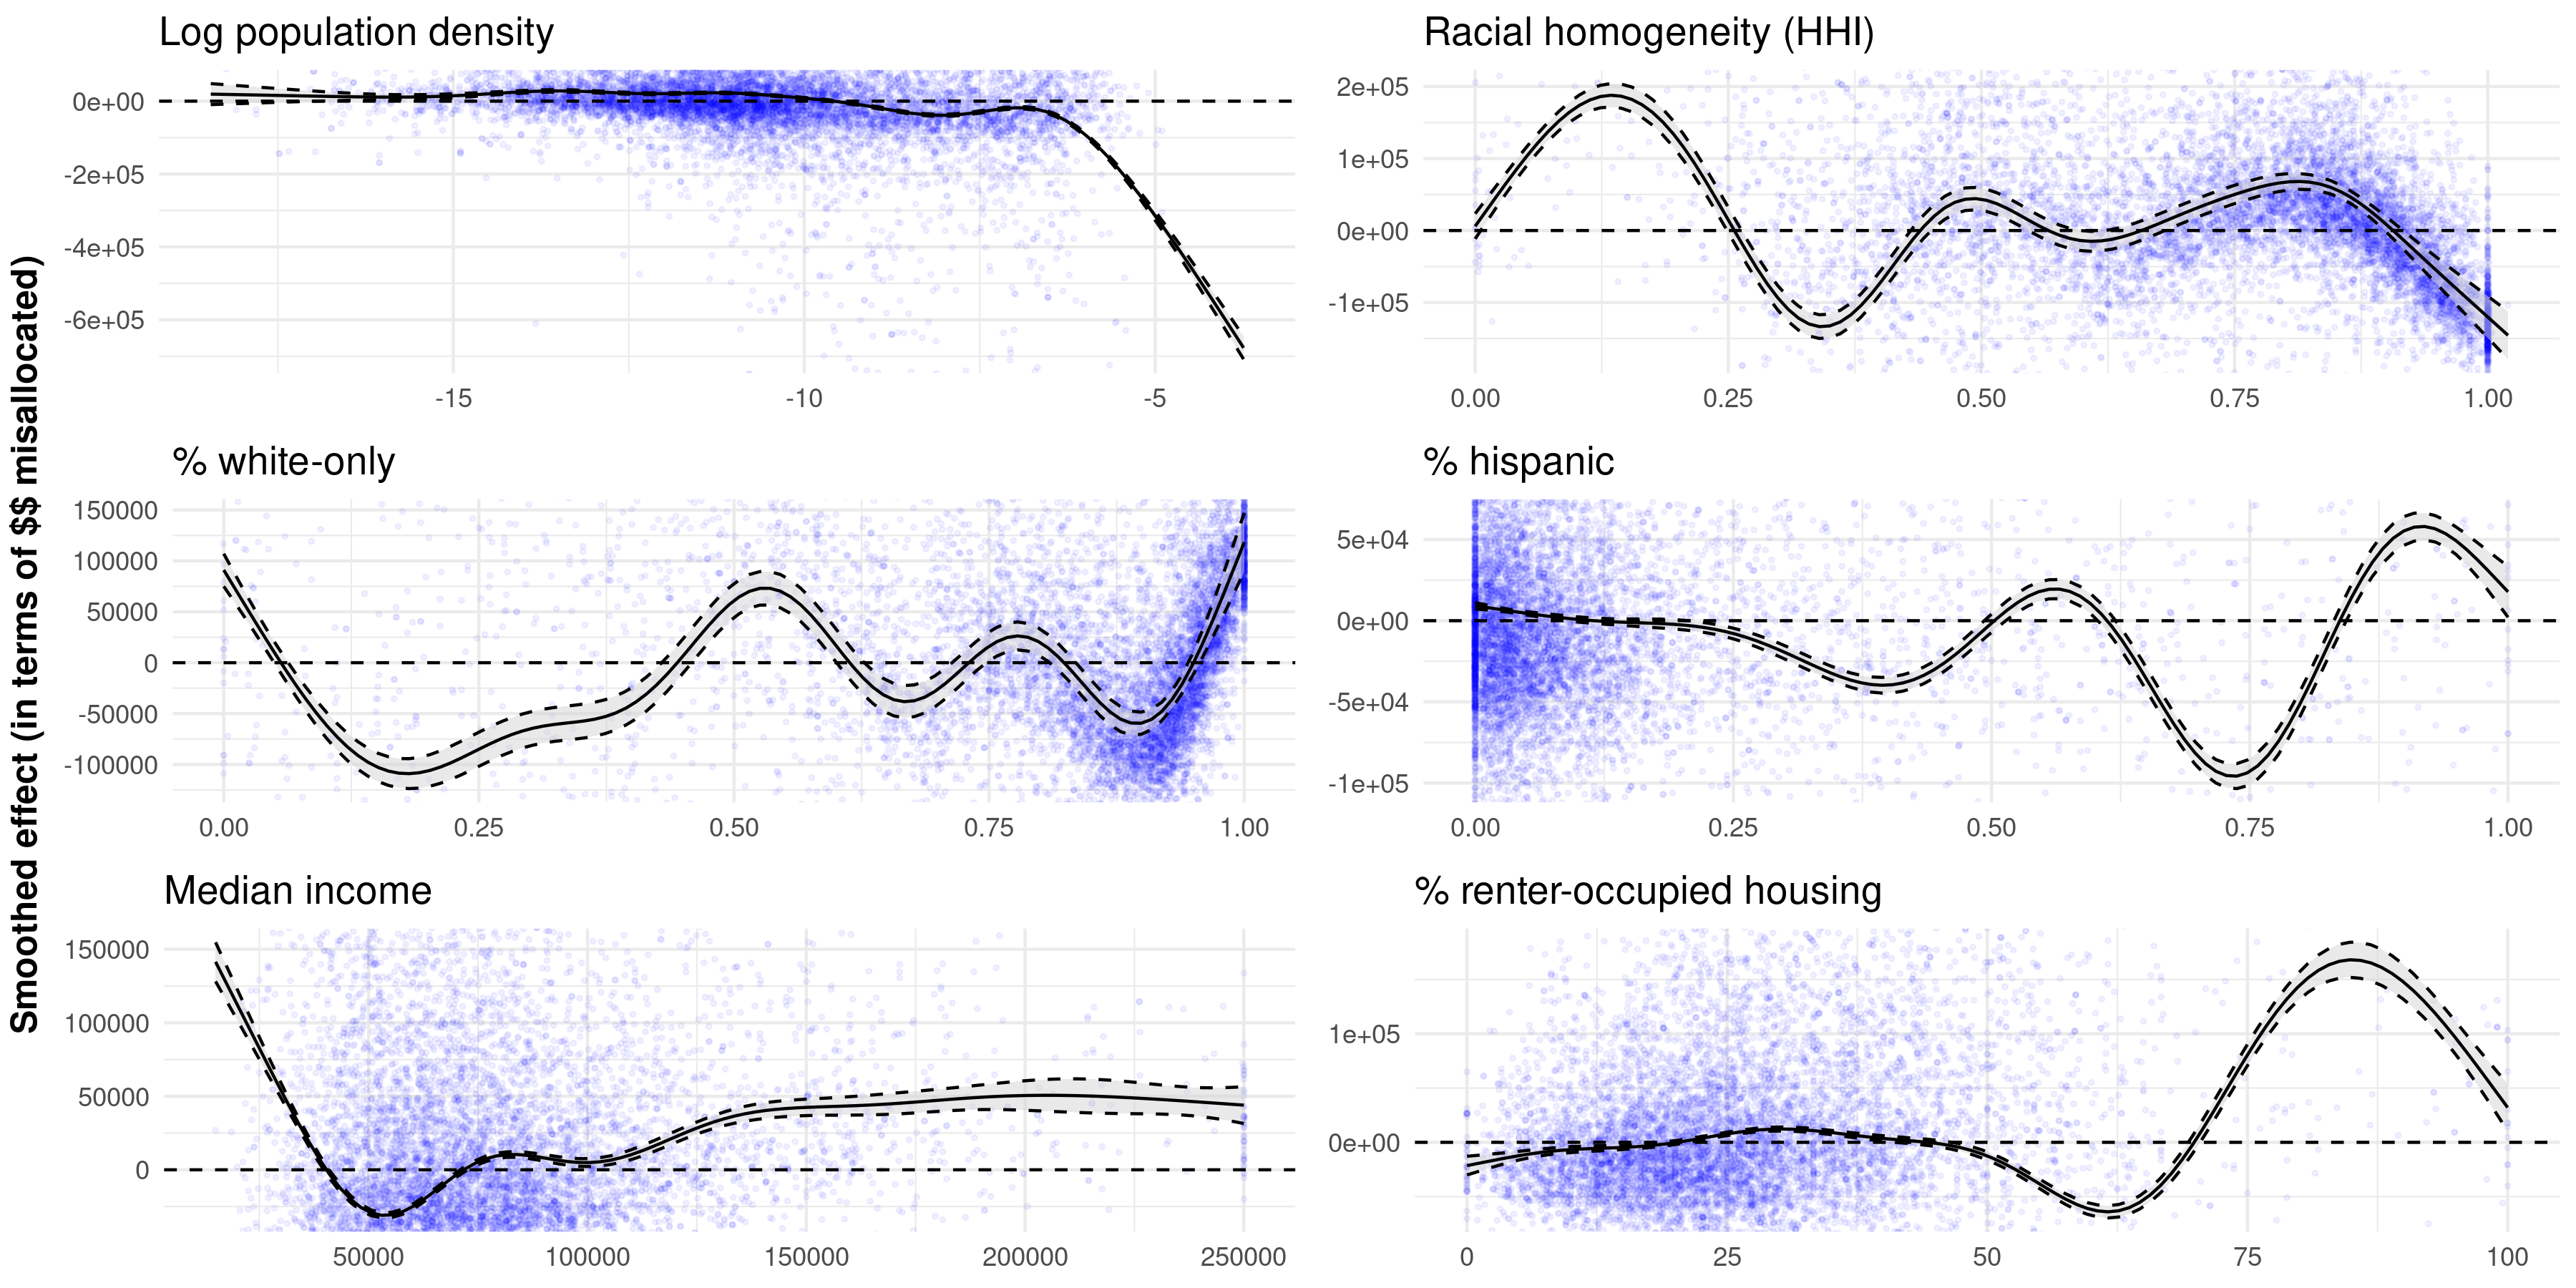 Smoothed effect (in terms of $$ misallocated)
Log population density
0e+00
-2e+05
-4e+05
-6e+05
-15 -10 -5
Racial homogeneity (HHI)
2e+05
1e+05
0e+00
-1e+05
0.00 0.25 0.50 0.75 1.00
% white-only
150000
100000
50000
0
-50000
-100000
0.00 0.25 0.50 0.75 1.00
% hispanic
5e+04
0e+00
-5e+04
-1e+05
0.00 0.25 0.50 0.75 1.00
Median income
150000
100000
50000
0
50000 100000 150000 200000 250000
% renter-occupied housing
1e+05
0e+00
0 25 50 75 100